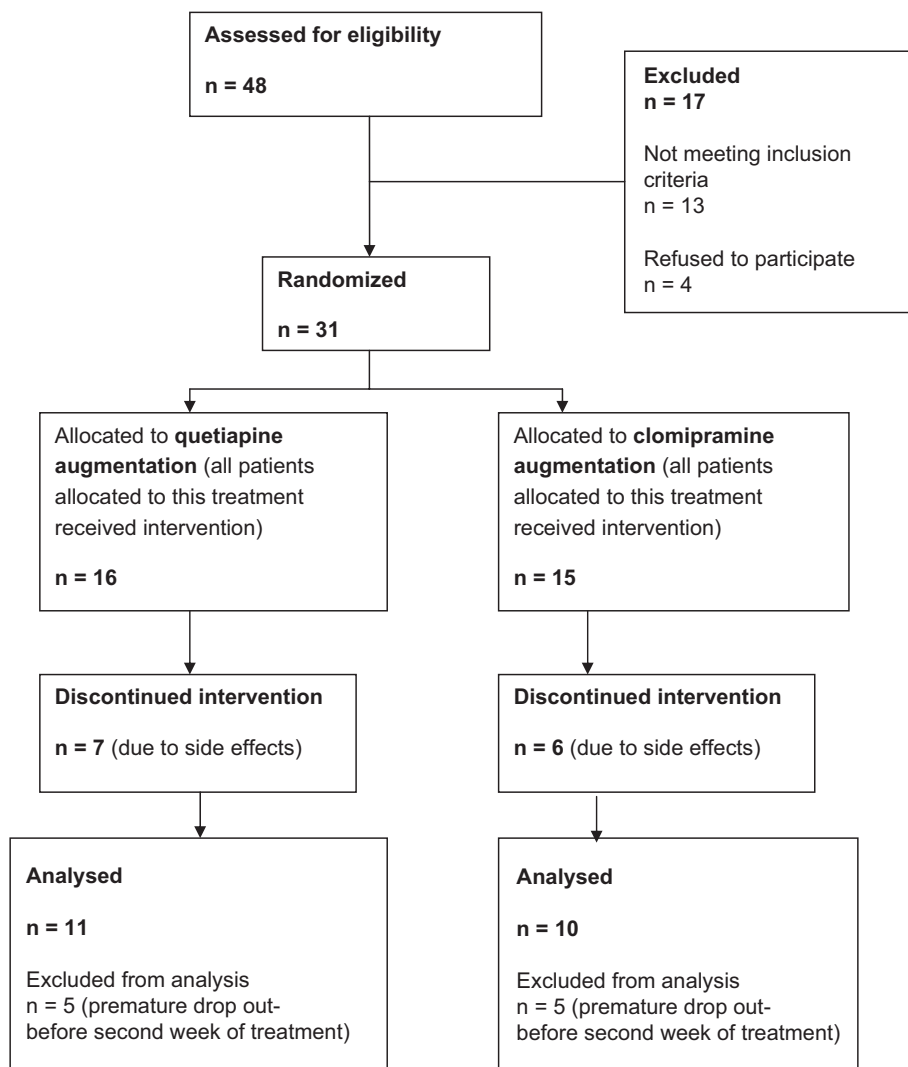 Assessed for eligibility
n = 48
Excluded
n = 17
Not meeting inclusion
criteria
n = 13
Refused to participate
n = 4
Randomized
n = 31
Allocated to quetiapine
augmentation (all patients
allocated to this treatment
received intervention)
n = 16
Allocated to clomipramine
augmentation (all patients
allocated to this treatment
received intervention)
n = 15
Discontinued intervention
n = 7 (due to side effects)
Discontinued intervention
n = 6 (due to side effects)
Analysed
n = 11
Excluded from analysis
n = 5 (premature drop out-
before second week of treatment)
Analysed
n = 10
Excluded from analysis
n = 5 (premature drop out-
before second week of treatment)